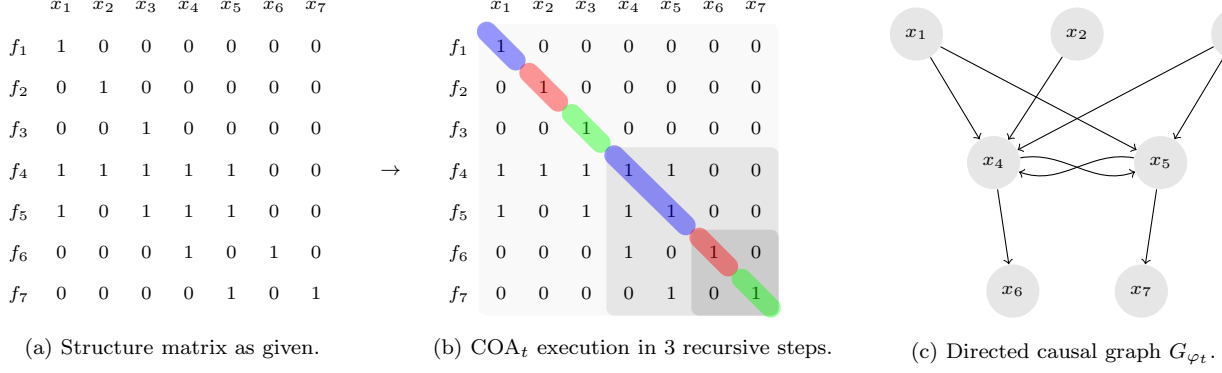 x1 x2 x3 x4 x5 x6 x7
f1 1 0 0 0 0 0 0
f2 0 1 0 0 0 0 0
f3 0 0 1 0 0 0 0
f4 1 1 1 1 1 0 0
f5 1 0 1 1 1 0 0
f6 0 0 0 1 0 1 0
f7 0 0 0 0 1 0 1
(a) Structure matrix as given.
→
x1 x2 x3 x4 x5 x6 x7
f1 1 0 0 0 0 0 0
f2 0 1 0 0 0 0 0
f3 0 0 1 0 0 0 0
f4 1 1 1 1 1 0 0
f5 1 0 1 1 1 0 0
f6 0 0 0 1 0 1 0
f7 0 0 0 0 1 0 1
(b) COAt execution in 3 recursive steps.
x1 x2
x4 x5
x6 x7
(c) Directed causal graph Gφt.